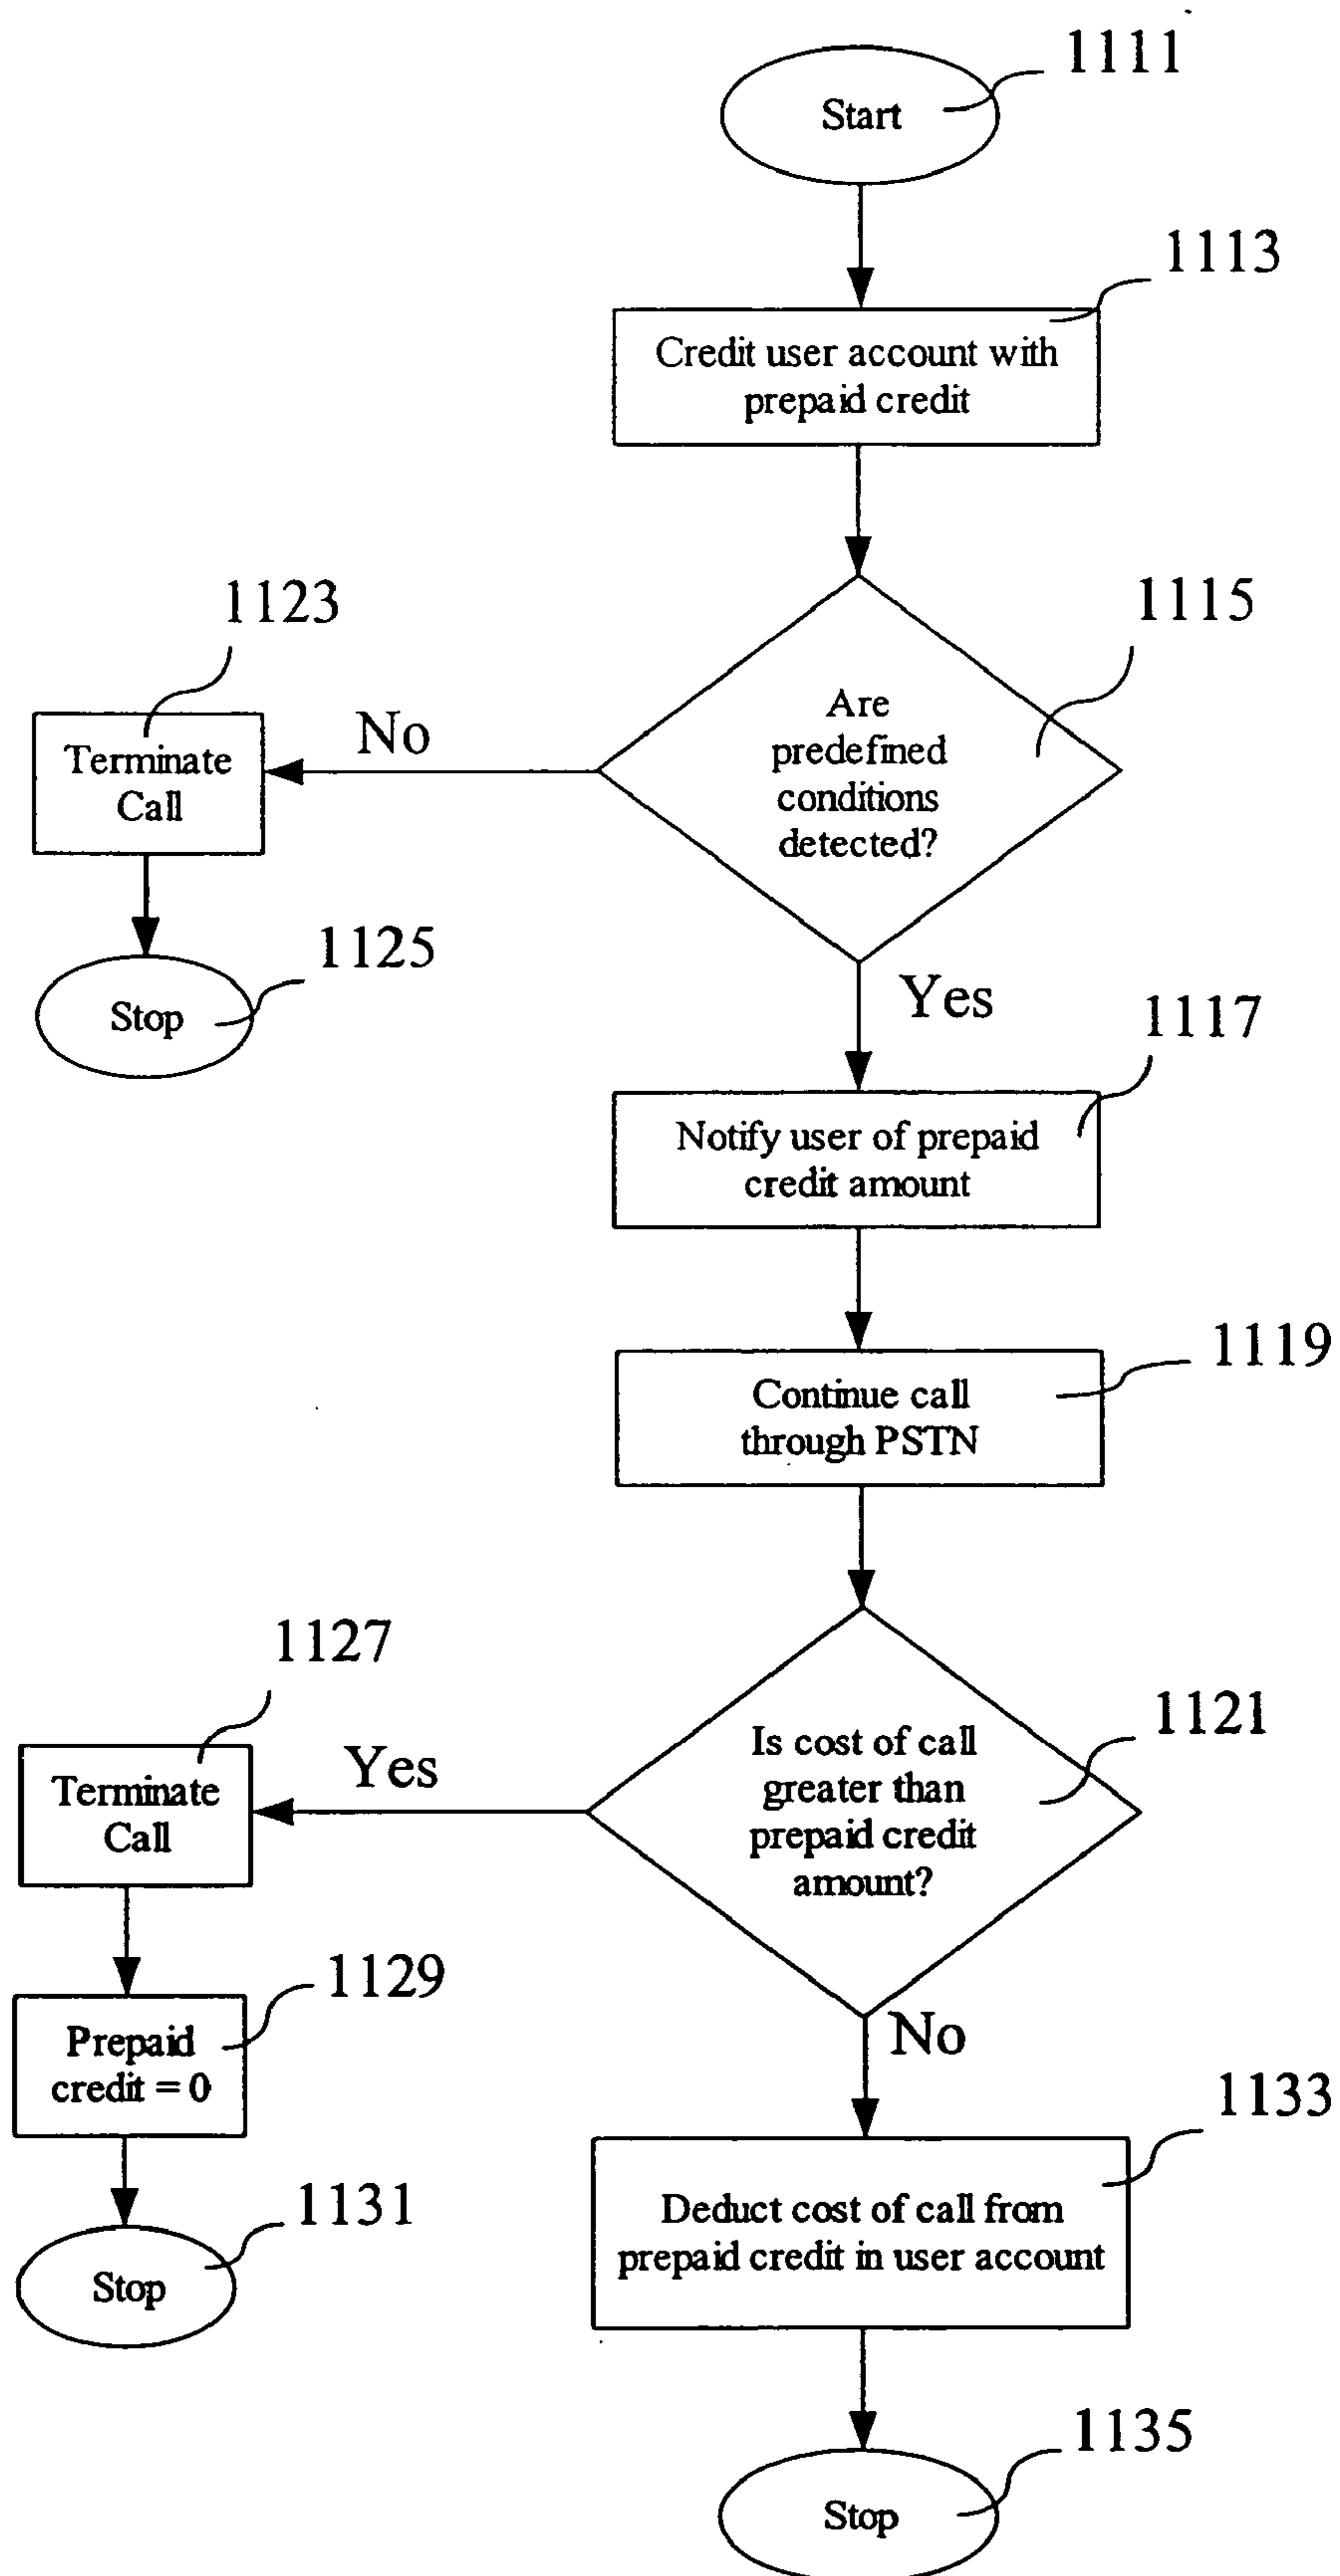 1111
Start
1113
Credit user account with
prepaid credit
1123
1115
Terminate
Call
No
Are
predefined
conditions
detected?
1125
Stop
Yes
1117
Notify user of prepaid
credit amount
1119
Continue call
through PSTN
1127
1121
Terminate
Call
Yes
Is cost of call
greater than
prepaid credit
amount?
1129
Prepaid
credit = 0
No
1133
1131
Stop
Deduct cost of call from
prepaid credit in user account
1135
Stop